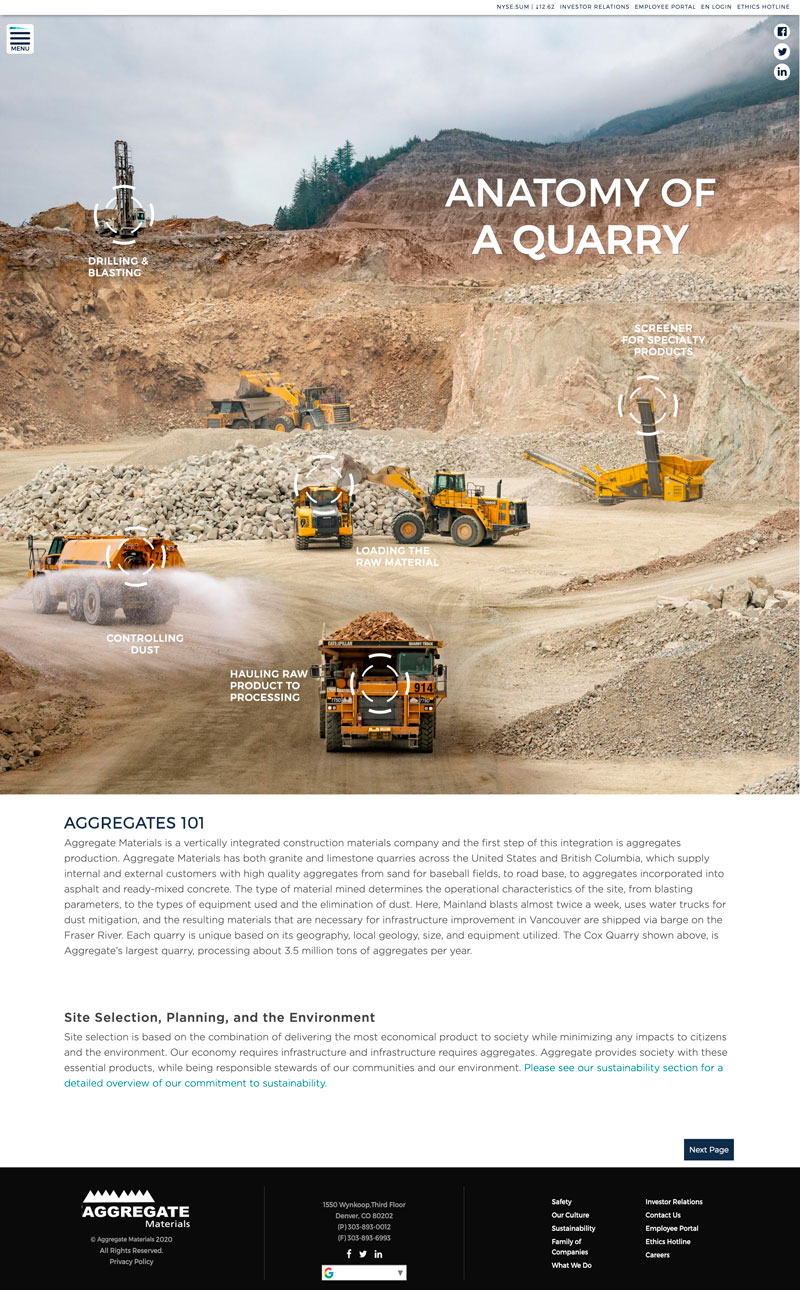 NYSE:SUM | ↓12.62 INVESTOR RELATIONS EMPLOYEE PORTAL EN LOGIN ETHICS HOTLINE
MENU
ANATOMY OF
A QUARRY
DRILLING &
BLASTING
SCREENER
FOR SPECIALTY
PRODUCTS
LOADING THE
RAW MATERIAL
CONTROLLING
DUST
HAULING RAW
PRODUCT TO
PROCESSING
CATERPILLAR QUARRY TRUCK
914
775D 775D
AGGREGATES 101
Aggregate Materials is a vertically integrated construction materials company and the first step of this integration is aggregates
production. Aggregate Materials has both granite and limestone quarries across the United States and British Columbia, which supply
internal and external customers with high quality aggregates from sand for baseball fields, to road base, to aggregates incorporated into
asphalt and ready-mixed concrete. The type of material mined determines the operational characteristics of the site, from blasting
parameters, to the types of equipment used and the elimination of dust. Here, Mainland blasts almost twice a week, uses water trucks for
dust mitigation, and the resulting materials that are necessary for infrastructure improvement in Vancouver are shipped via barge on the
Fraser River. Each quarry is unique based on its geography, local geology, size, and equipment utilized. The Cox Quarry shown above, is
Aggregate's largest quarry, processing about 3.5 million tons of aggregates per year.
Site Selection, Planning, and the Environment
Site selection is based on the combination of delivering the most economical product to society while minimizing any impacts to citizens
and the environment. Our economy requires infrastructure and infrastructure requires aggregates. Aggregate provides society with these
essential products, while being responsible stewards of our communities and our environment. Please see our sustainability section for a
detailed overview of our commitment to sustainability.
Next Page
AGGREGATE
Materials
© Aggregate Materials 2020
All Rights Reserved.
Privacy Policy
1550 Wynkoop,Third Floor
Denver, CO 80202
(P) 303-893-0012
(F) 303-893-6993
Safety
Our Culture
Sustainability
Family of
Companies
What We Do
Investor Relations
Contact Us
Employee Portal
Ethics Hotline
Careers